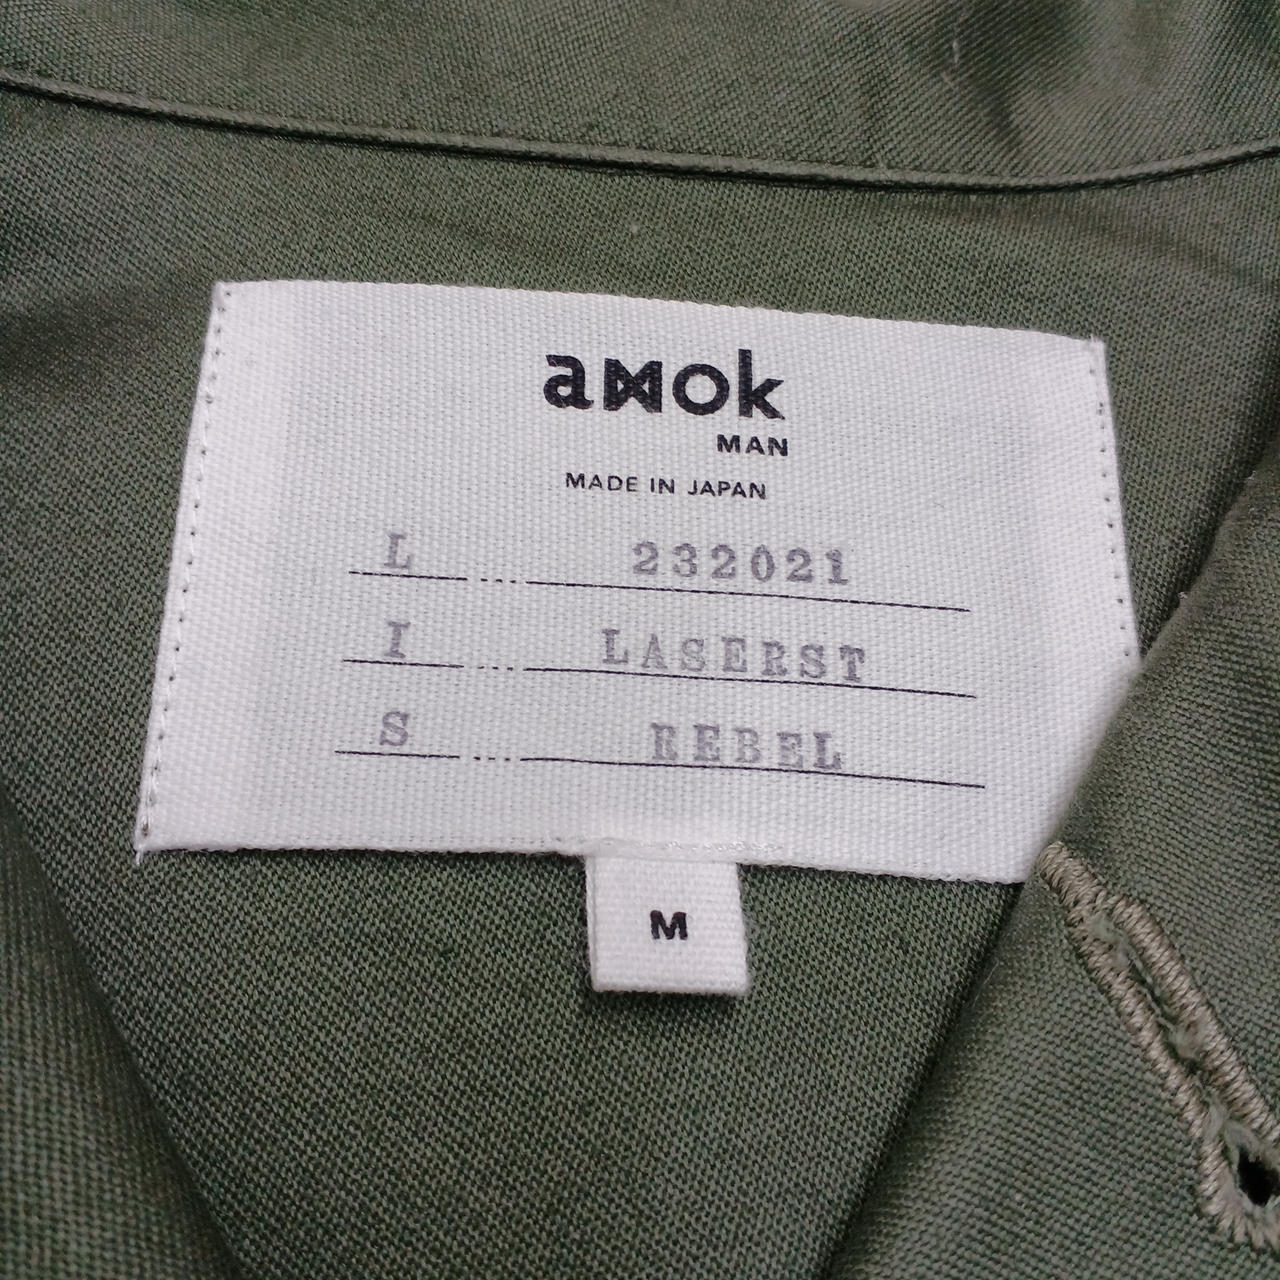 amok
MAN
MADE IN JAPAN
L ... 232021
I ... LASERST
S ... REBEL
M